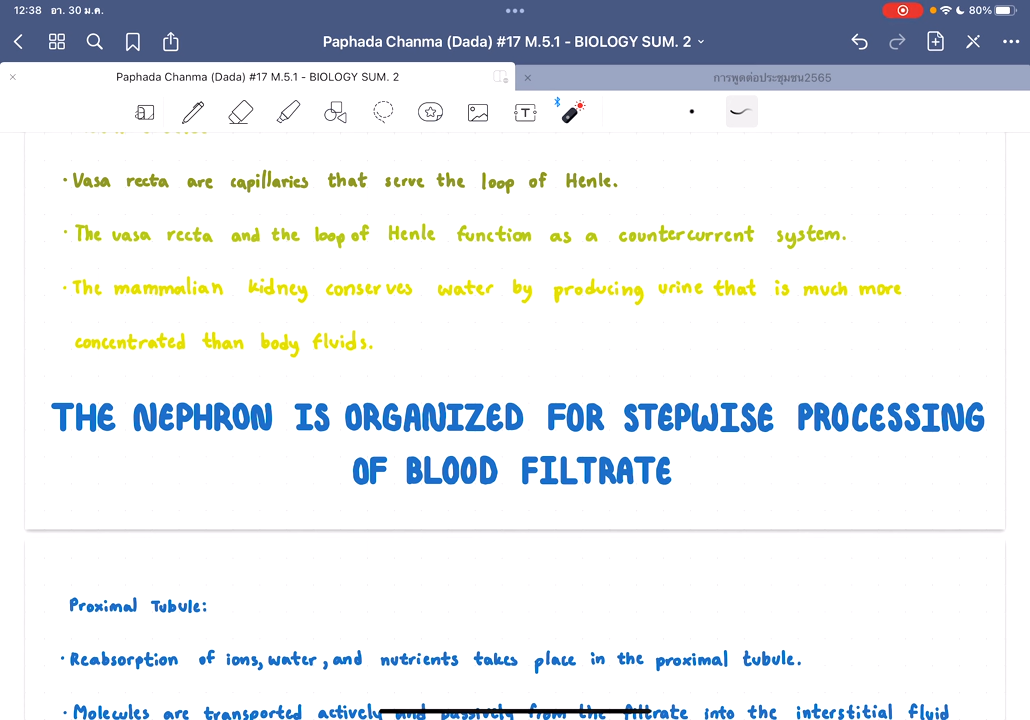 12:38 อา. 30 ม.ค.
80%
Paphada Chanma (Dada) #17 M.5.1 - BIOLOGY SUM. 2
Paphada Chanma (Dada) #17 M.5.1 - BIOLOGY SUM. 2
การพูดต่อประชุมชน2565
· Vasa recta are capillaries that serve the loop of Henle.
· The vasa recta and the loop of Henle function as a countercurrent system.
· The mammalian kidney conserves water by producing urine that is much more
concentrated than body fluids.
THE NEPHRON IS ORGANIZED FOR STEPWISE PROCESSING
OF BLOOD FILTRATE
Proximal Tubule:
· Reabsorption of ions, water, and nutrients takes place in the proximal tubule.
· Molecules are transported actively and passively from the filtrate into the interstitial fluid